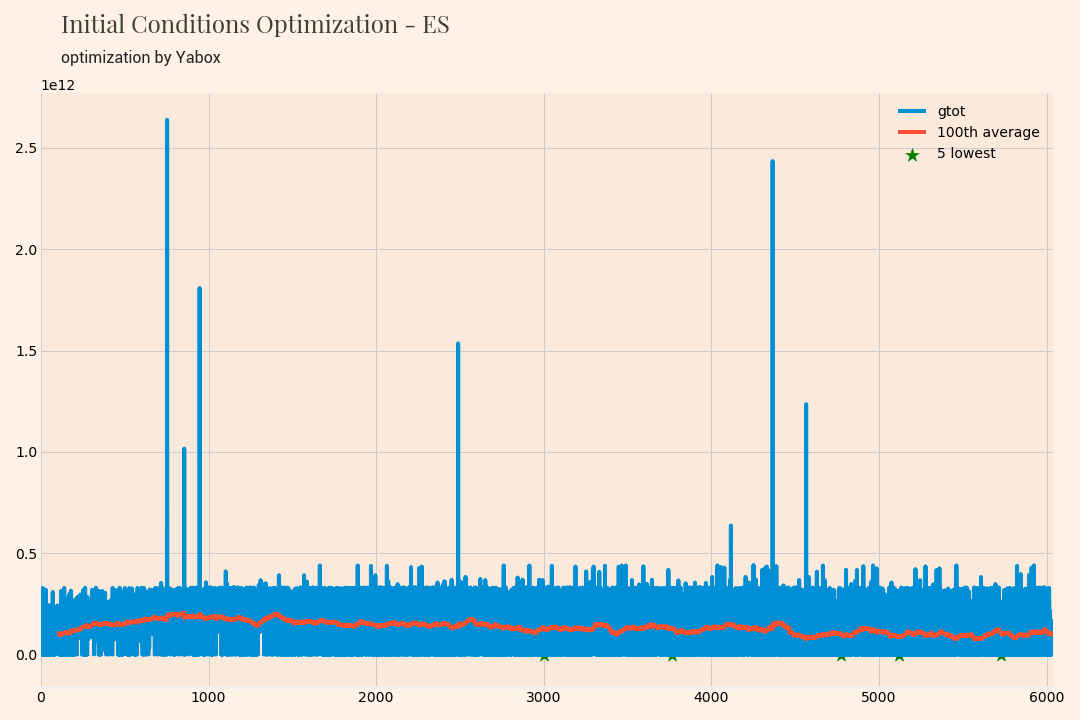 Initial Conditions Optimization - ES
optimization by Yabox
1e12
gtot
100th average
5 lowest
2.5
2.0
1.5
1.0
0.5
0.0
0 1000 2000 3000 4000 5000 6000